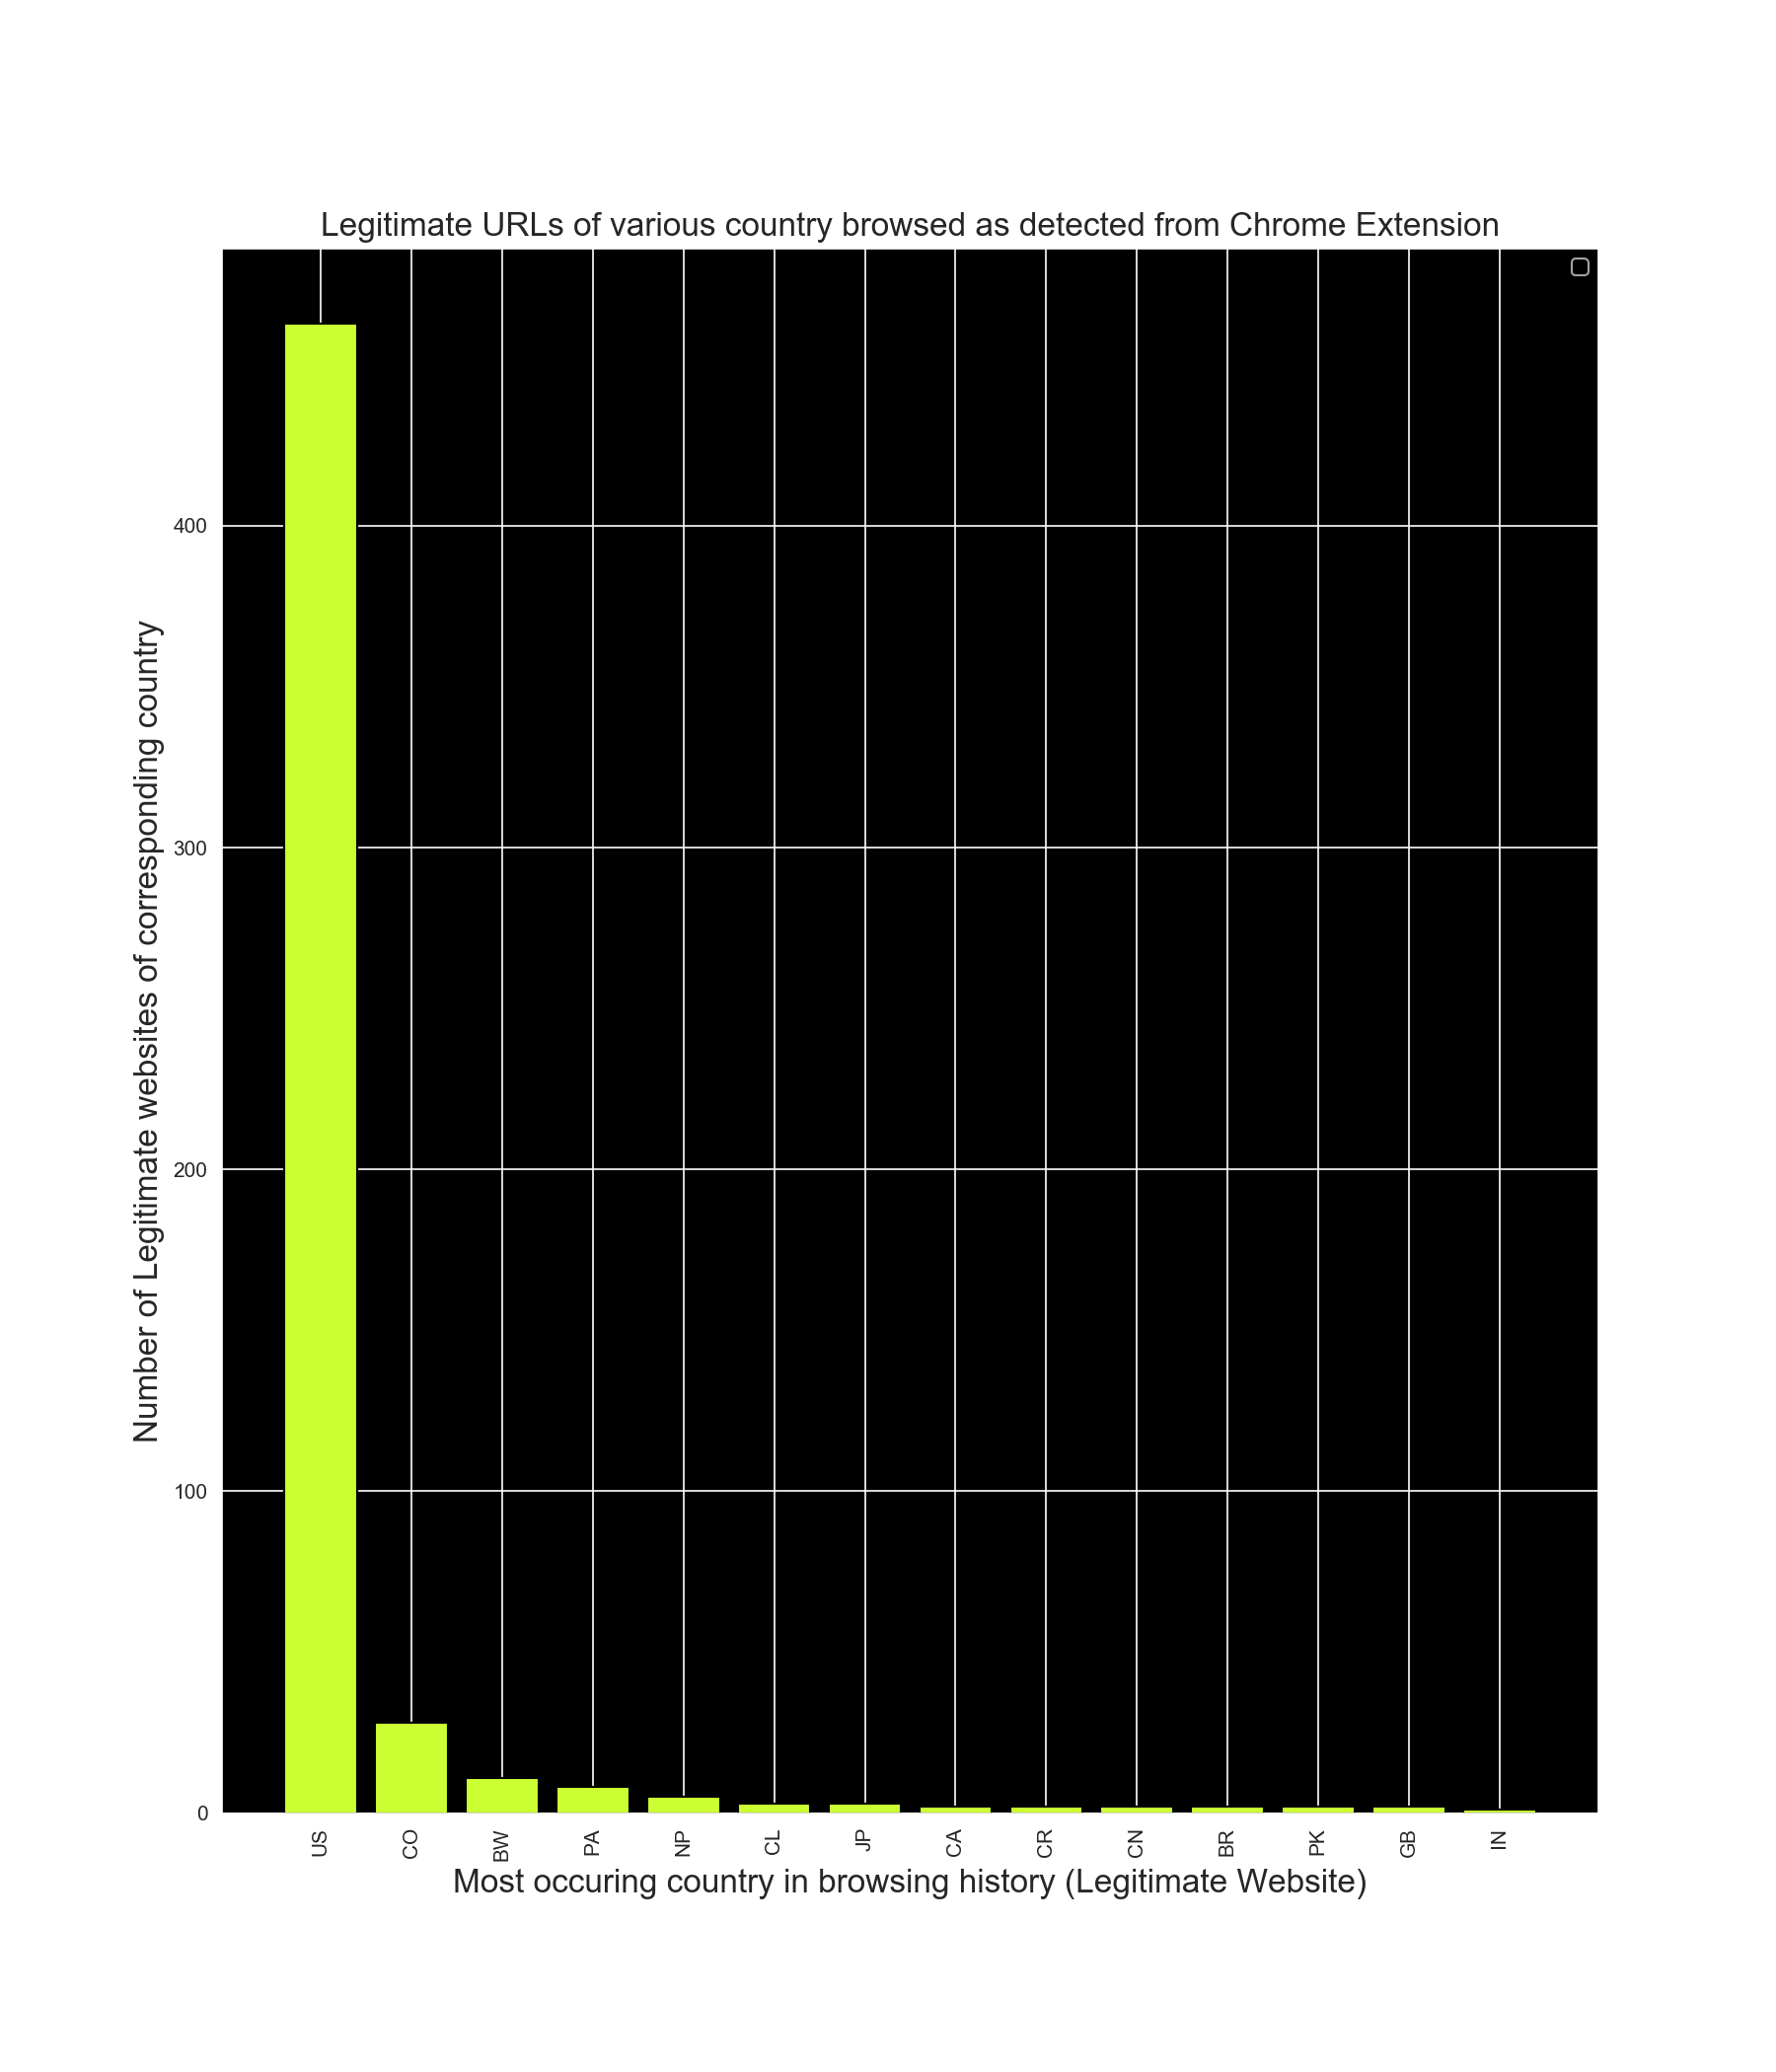 Legitimate URLs of various country browsed as detected from Chrome Extension
Number of Legitimate websites of corresponding country
400
300
200
100
0
US
CO
BW
PA
NP
CL
JP
CA
CR
CN
BR
PK
GB
IN
Most occuring country in browsing history (Legitimate Website)